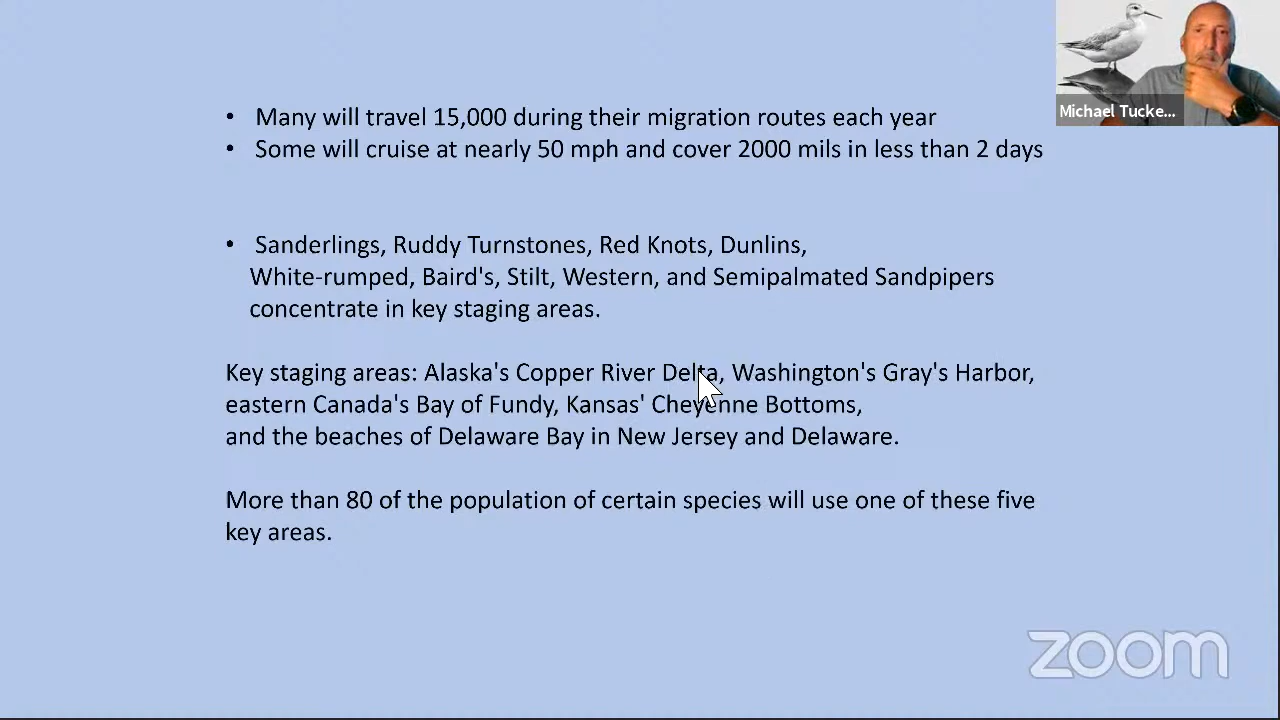 • Many will travel 15,000 during their migration routes each year
• Some will cruise at nearly 50 mph and cover 2000 mils in less than 2 days
• Sanderlings, Ruddy Turnstones, Red Knots, Dunlins,
White-rumped, Baird's, Stilt, Western, and Semipalmated Sandpipers
concentrate in key staging areas.
Key staging areas: Alaska's Copper River Delta, Washington's Gray's Harbor,
eastern Canada's Bay of Fundy, Kansas' Cheyenne Bottoms,
and the beaches of Delaware Bay in New Jersey and Delaware.
More than 80 of the population of certain species will use one of these five
key areas.
Michael Tucke...
zoom